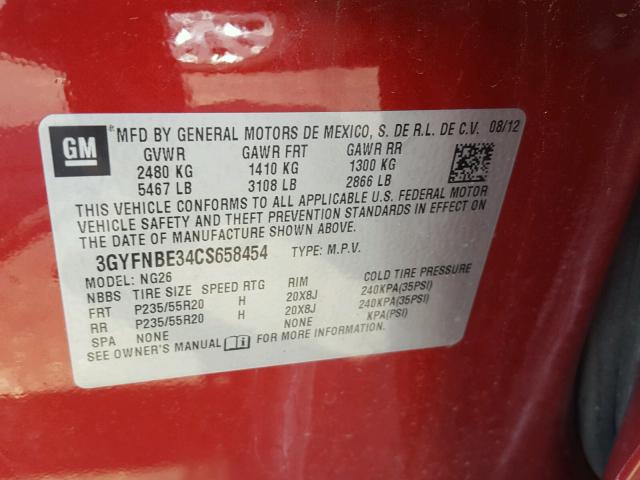 GM ® MFD BY GENERAL MOTORS DE MEXICO, S. DE R.L. DE C.V. 08/12
GVWR GAWR FRT GAWR RR
2480 KG 1410 KG 1300 KG
5467 LB 3108 LB 2866 LB
THIS VEHICLE CONFORMS TO ALL APPLICABLE U.S. FEDERAL MOTOR
VEHICLE SAFETY AND THEFT PREVENTION STANDARDS IN EFFECT ON
THE DATE OF MANUFACTURE SHOWN ABOVE.
3GYFNBE34CS658454 TYPE: M.P.V.
MODEL: NG26
NBBS TIRE SIZE SPEED RTG RIM COLD TIRE PRESSURE
FRT P235/55R20 H 20X8J 240KPA(35PSI)
RR P235/55R20 H 20X8J 240KPA(35PSI)
SPA NONE NONE KPA(PSI)
SEE OWNER'S MANUAL i FOR MORE INFORMATION.